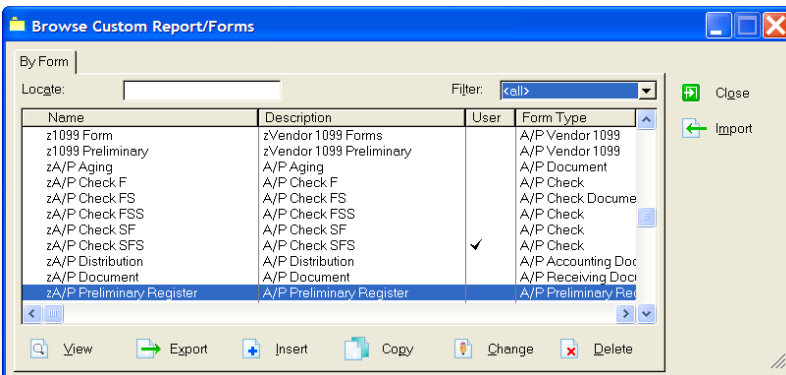 Browse Custom Report/Forms
By Form
Locate: Filter: <all>
Name Description User Form Type
z1099 Form zVendor 1099 Forms A/P Vendor 1099
z1099 Preliminary zVendor 1099 Preliminary A/P Vendor 1099
zA/P Aging A/P Aging A/P Document
zA/P Check F A/P Check F A/P Check
zA/P Check FS A/P Check FS A/P Check Docume
zA/P Check FSS A/P Check FSS A/P Check
zA/P Check SF A/P Check SF A/P Check
zA/P Check SFS A/P Check SFS ✓ A/P Check
zA/P Distribution A/P Distribution A/P Accounting Doc
zA/P Document A/P Document A/P Receiving Docu
zA/P Preliminary Register A/P Preliminary Register A/P Preliminary Reg
View Export Insert Copy Change Delete
Close
Import